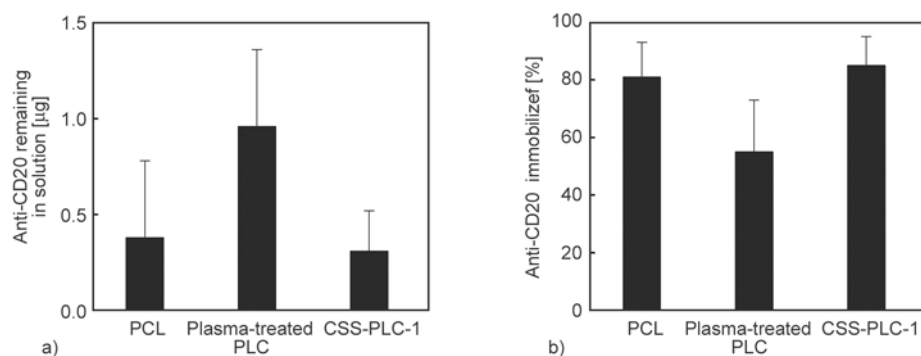 Anti-CD20 remaining
in solution [µg]
1.5
1.0
0.5
0.0
PCL Plasma-treated CSS-PLC-1
PLC
a)
Anti-CD20 immobilizef [%]
100
80
60
40
20
0
PCL Plasma-treated CSS-PLC-1
PLC
b)